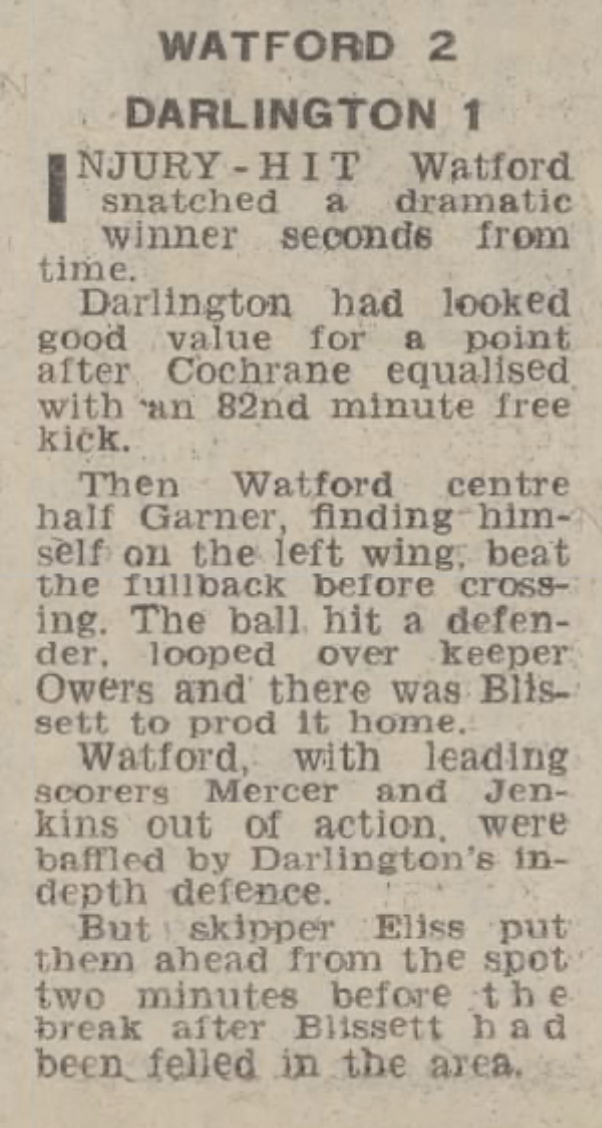 WATFORD 2
DARLINGTON 1
INJURY-HIT Watford
snatched a dramatic
winner seconds from
time.
Darlington had looked
good value for a point
after Cochrane equalised
with an 82nd minute free
kick.
Then Watford centre
half Garner, finding him-
self on the left wing, beat
the fullback before cross-
ing. The ball hit a defen-
der, looped over keeper
Owers and there was Blis-
sett to prod it home.
Watford, with leading
scorers Mercer and Jen-
kins out of action, were
baffled by Darlington's in-
depth defence.
But skipper Eliss put
them ahead from the spot
two minutes before the
break after Blissett had
been felled in the area.